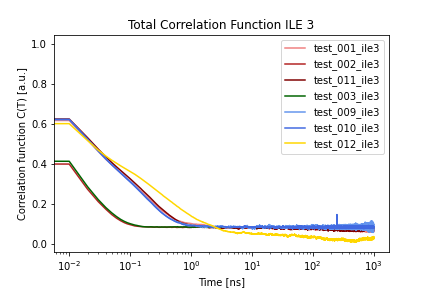 Total Correlation Function ILE 3
Correlation function C(T) [a.u.]
1.0
0.8
0.6
0.4
0.2
0.0
test_001_ile3
test_002_ile3
test_011_ile3
test_003_ile3
test_009_ile3
test_010_ile3
test_012_ile3
10⁻² 10⁻¹ 10⁰ 10¹ 10² 10³
Time [ns]